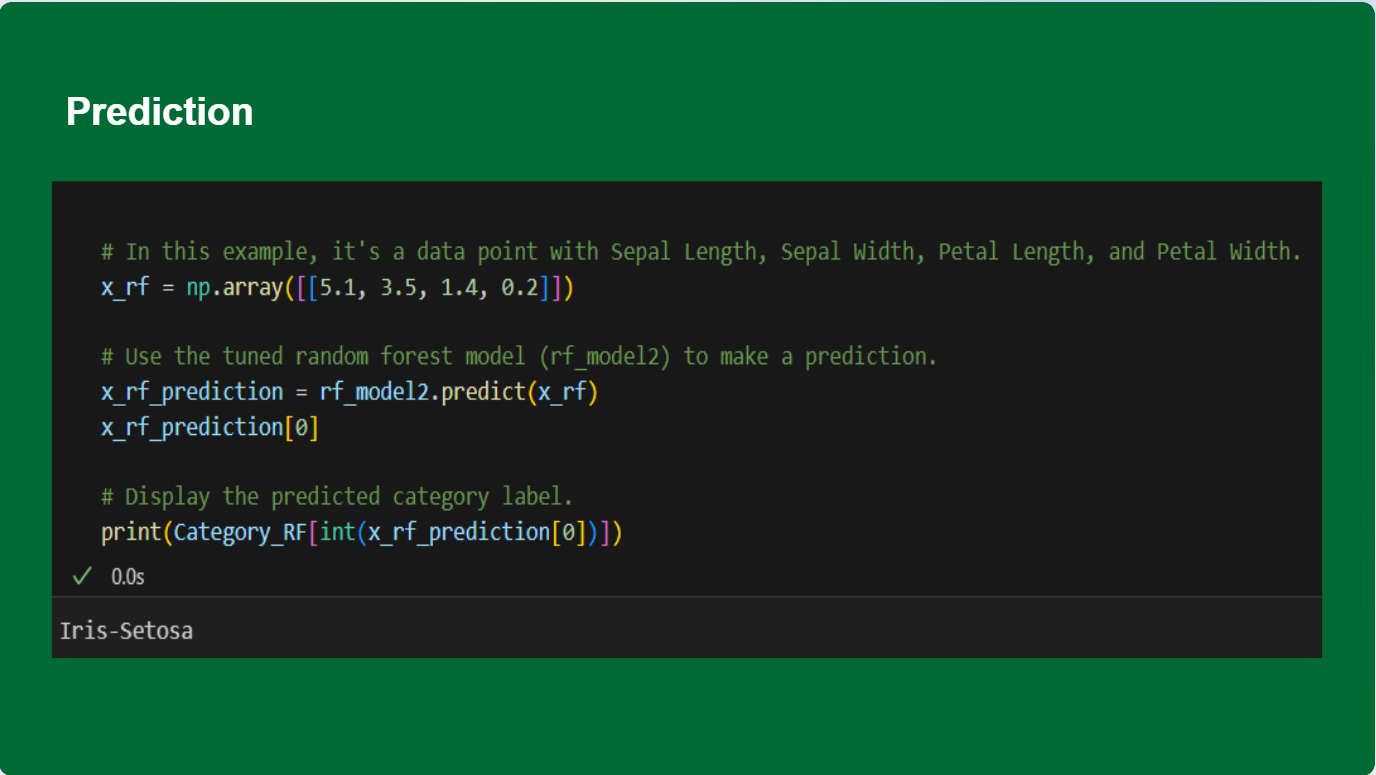 Prediction
# In this example, it's a data point with Sepal Length, Sepal Width, Petal Length, and Petal Width.
x_rf = np.array([[5.1, 3.5, 1.4, 0.2]])
# Use the tuned random forest model (rf_model2) to make a prediction.
x_rf_prediction = rf_model2.predict(x_rf)
x_rf_prediction[0]
# Display the predicted category label.
print(Category_RF[int(x_rf_prediction[0])])
✓ 0.0s
Iris-Setosa